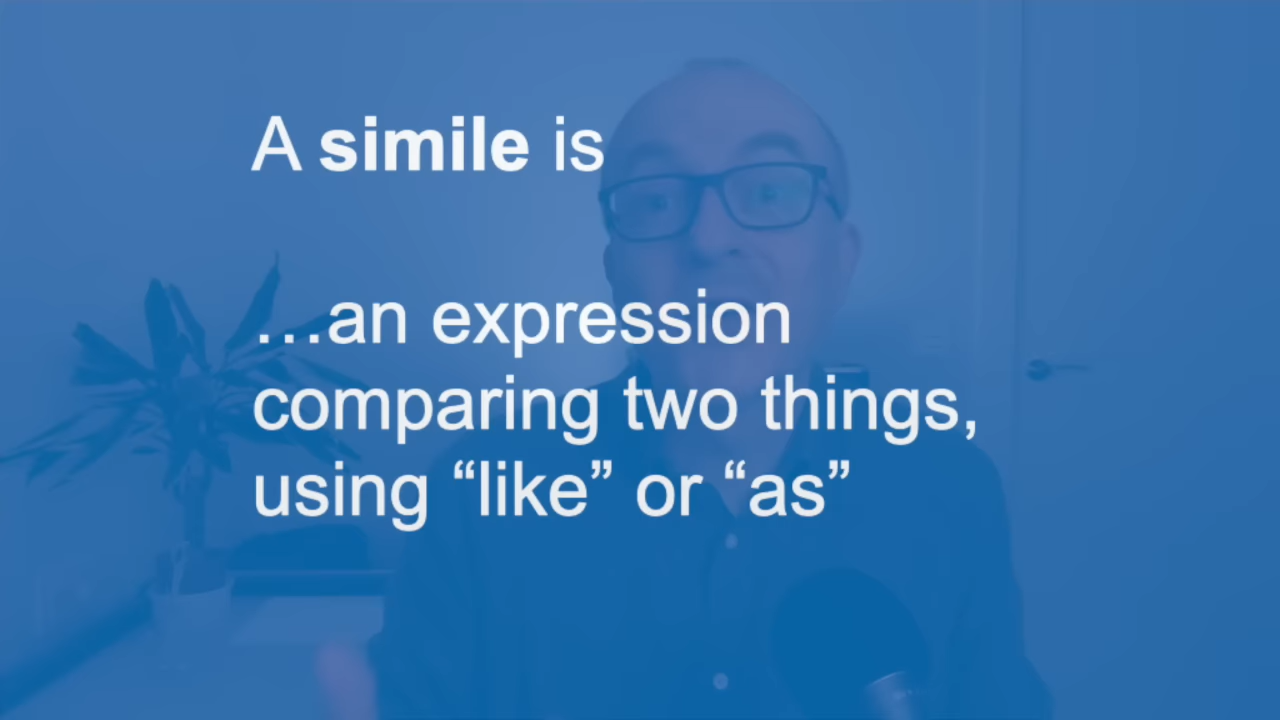 A simile is
…an expression
comparing two things,
using “like” or “as”